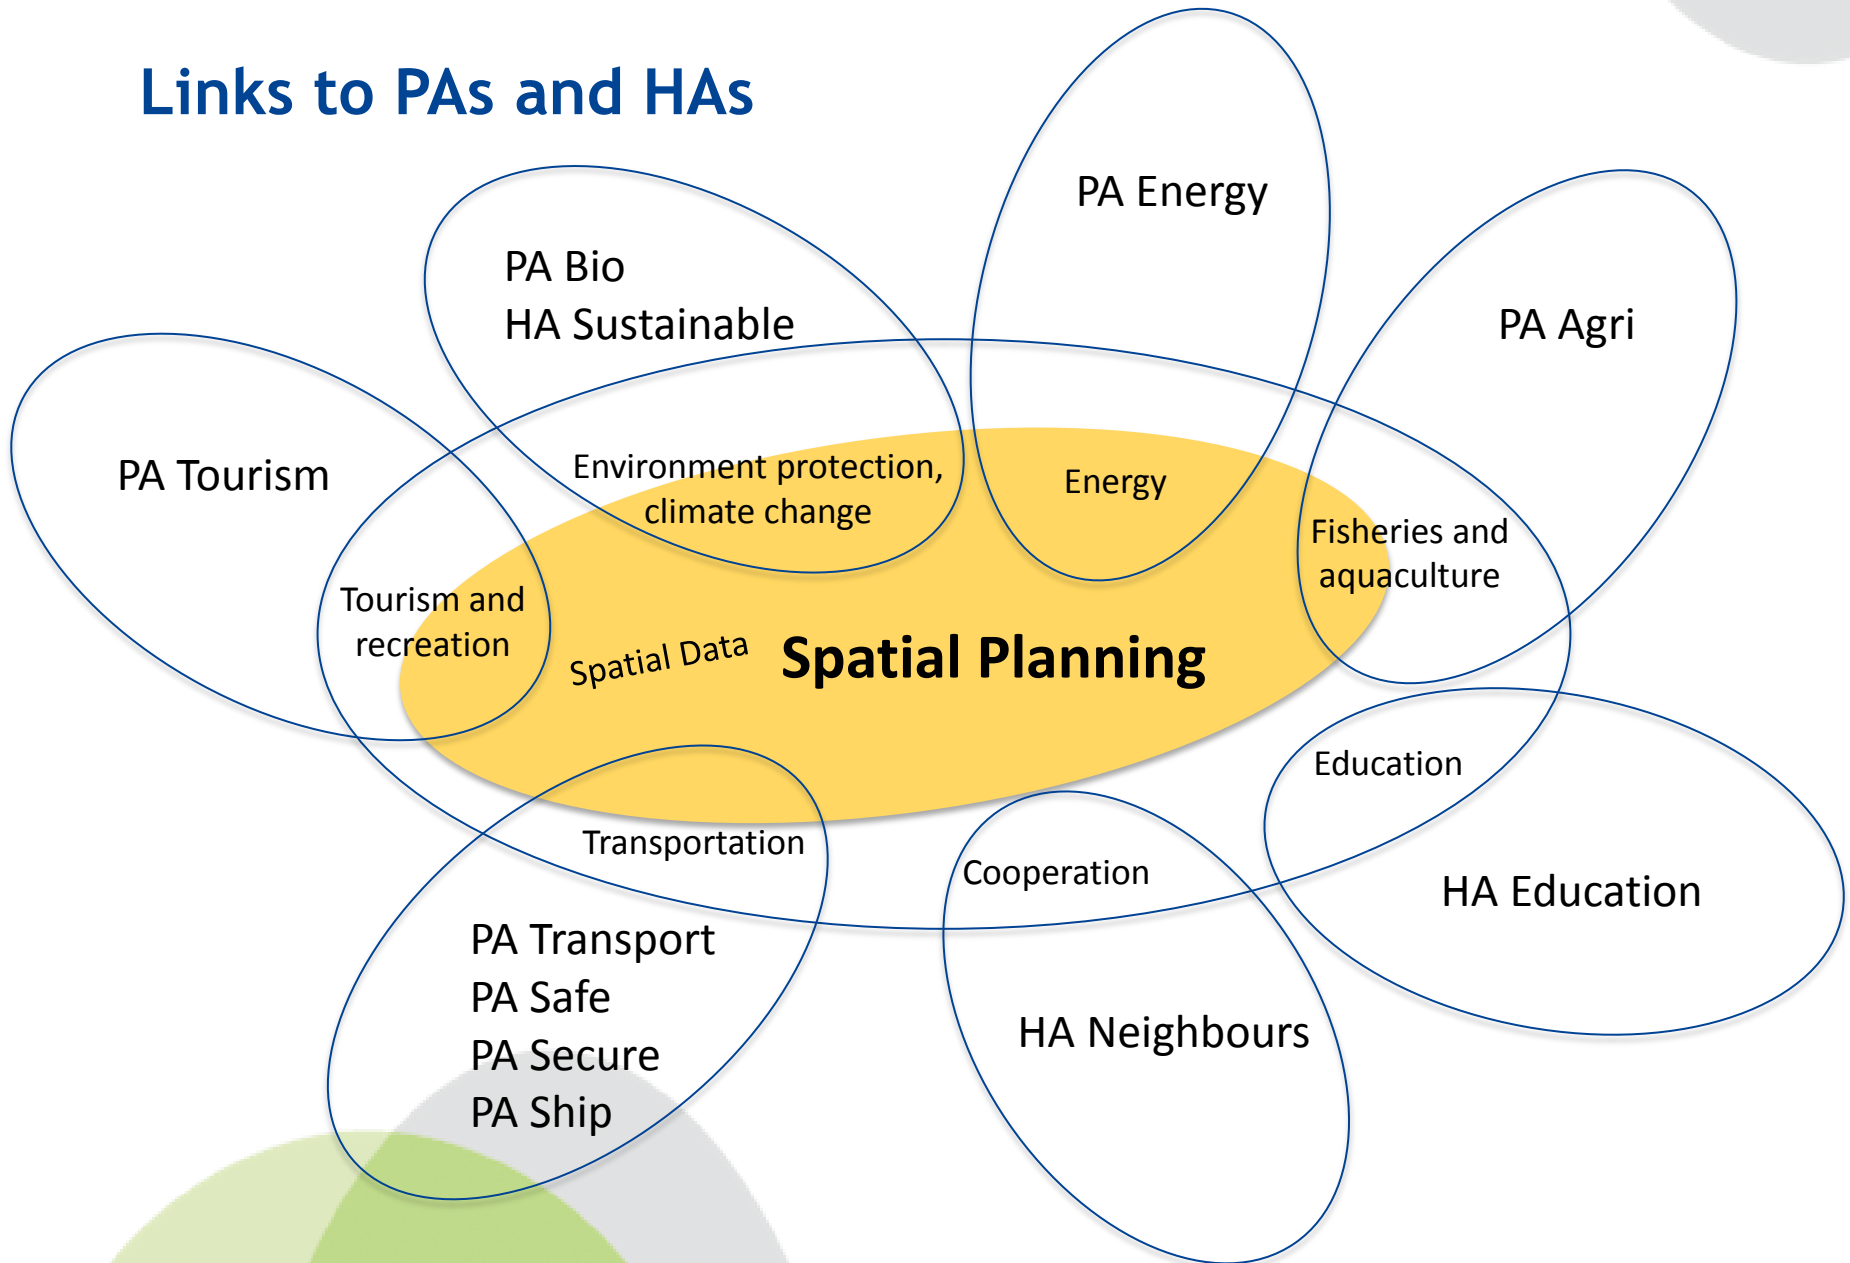 Links to PAs and HAs
PA Energy
PA Bio
HA Sustainable
PA Agri
PA Tourism
Environment protection,
climate change
Energy
Fisheries and
aquaculture
Tourism and
recreation
Spatial Data
Spatial Planning
Education
Transportation
Cooperation
HA Education
PA Transport
PA Safe
PA Secure
PA Ship
HA Neighbours